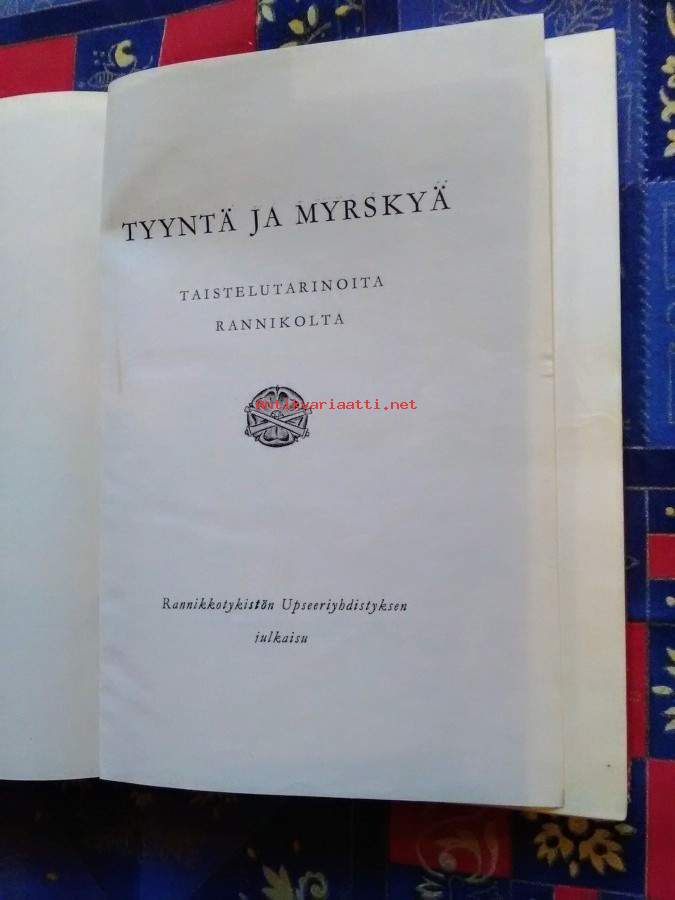 TYYNTÄ JA MYRSKYÄ
TAISTELUTARINOITA
RANNIKOLTA
Antikvariaatti.net
Rannikkotykistön Upseeriyhdistyksen
julkaisu